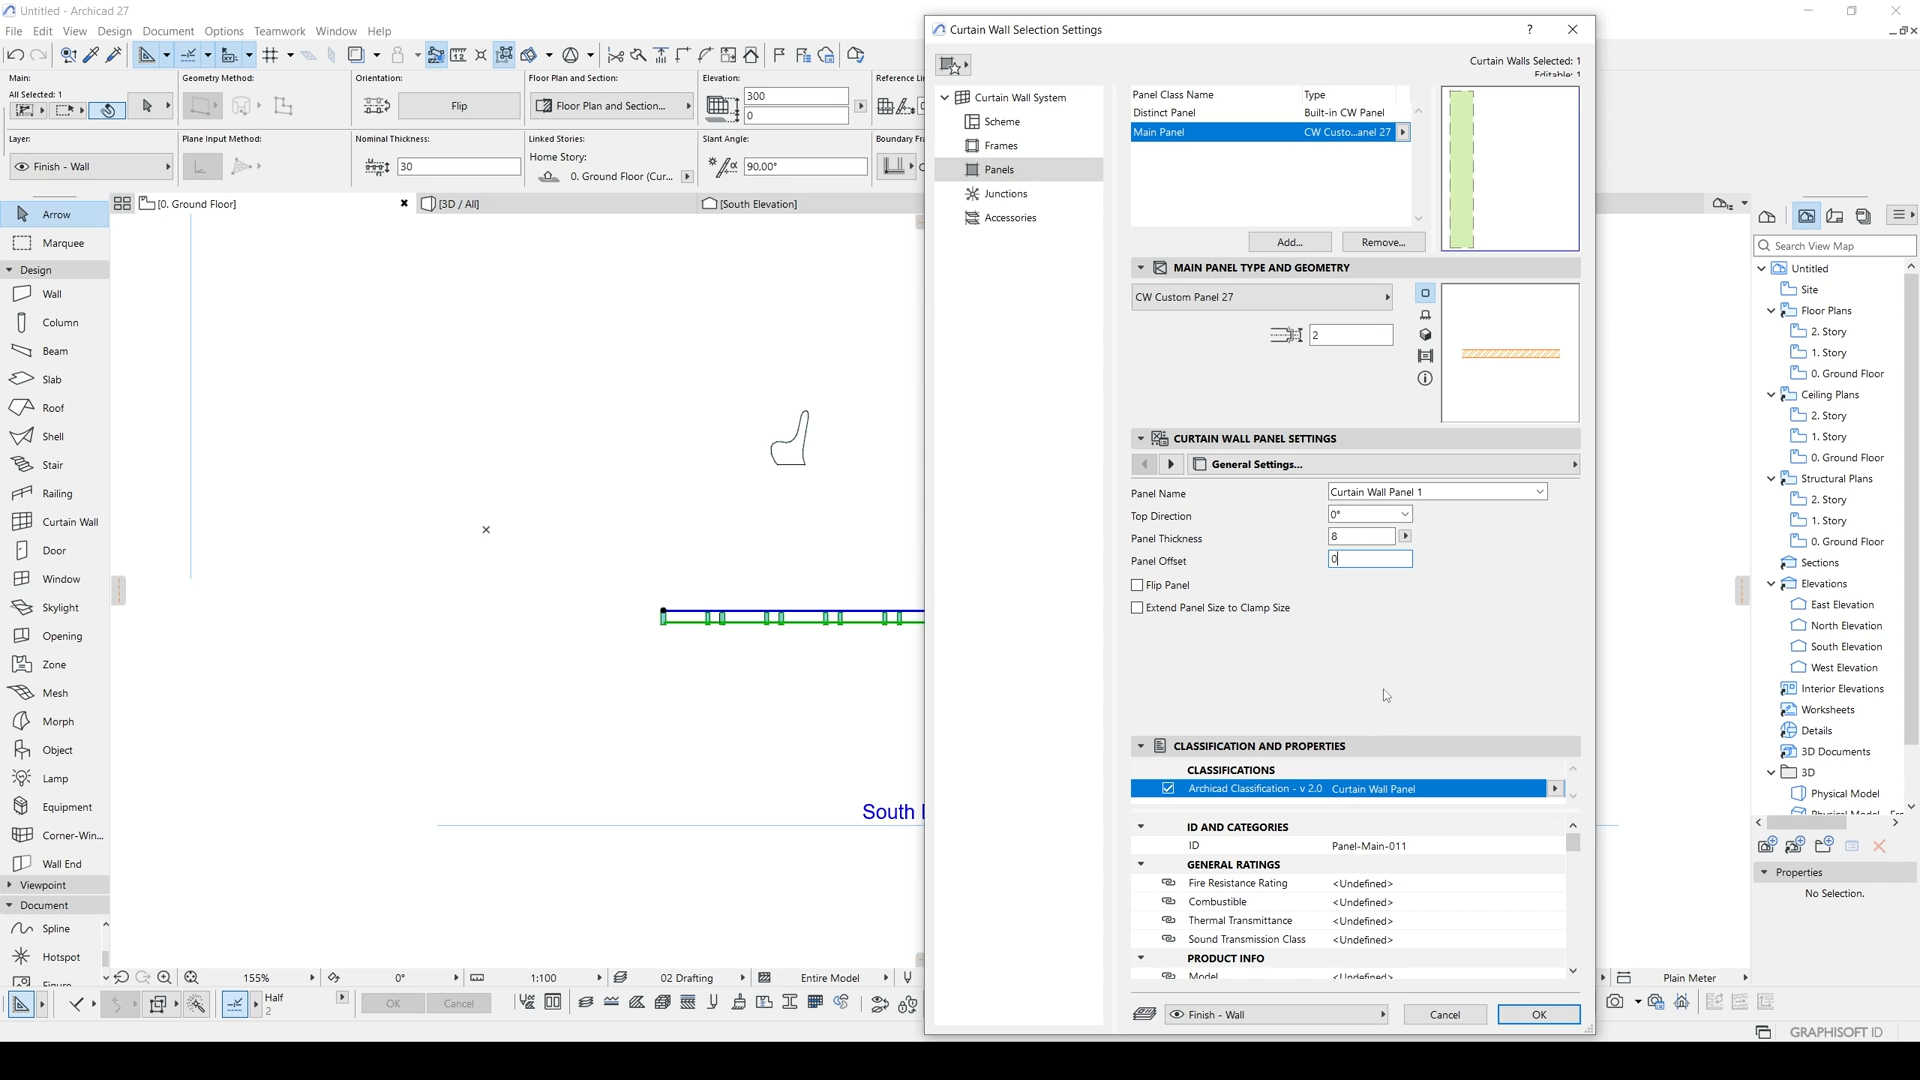 Untitled - Archicad 27
File Edit View Design Document Options Teamwork Window Help
Main:
All Selected: 1
Geometry Method:
Orientation:
Flip
Floor Plan and Section:
Floor Plan and Section...
Elevation:
300
0
Reference Li
Layer:
Finish - Wall
Plane Input Method:
Nominal Thickness:
30
Linked Stories:
Home Story:
0. Ground Floor (Cur...
Slant Angle:
90,00°
Boundary Fra
[0. Ground Floor]
[3D / All]
[South Elevation]
Arrow
Marquee
Design
Wall
Column
Beam
Slab
Roof
Shell
Stair
Railing
Curtain Wall
Door
Window
Skylight
Opening
Zone
Mesh
Morph
Object
Lamp
Equipment
Corner-Win...
Wall End
Viewpoint
Document
Spline
Hotspot
Figure
South
155%
0°
1:100
02 Drafting
Entire Model
Plain Meter
Half
2
OK
Cancel
Curtain Wall Selection Settings
?
Curtain Walls Selected: 1
Editable: 1
Curtain Wall System
Scheme
Frames
Panels
Junctions
Accessories
Panel Class Name Type
Distinct Panel Built-in CW Panel
Main Panel CW Custo...anel 27
Add...
Remove...
MAIN PANEL TYPE AND GEOMETRY
CW Custom Panel 27
2
CURTAIN WALL PANEL SETTINGS
General Settings...
Panel Name Curtain Wall Panel 1
Top Direction 0°
Panel Thickness 8
Panel Offset 0
Flip Panel
Extend Panel Size to Clamp Size
CLASSIFICATION AND PROPERTIES
CLASSIFICATIONS
Archicad Classification - v 2.0 Curtain Wall Panel
ID AND CATEGORIES
ID Panel-Main-011
GENERAL RATINGS
Fire Resistance Rating <Undefined>
Combustible <Undefined>
Thermal Transmittance <Undefined>
Sound Transmission Class <Undefined>
PRODUCT INFO
Model <Undefined>
Finish - Wall
Cancel
OK
Search View Map
Untitled
Site
Floor Plans
2. Story
1. Story
0. Ground Floor
Ceiling Plans
2. Story
1. Story
0. Ground Floor
Structural Plans
2. Story
1. Story
0. Ground Floor
Sections
Elevations
East Elevation
North Elevation
South Elevation
West Elevation
Interior Elevations
Worksheets
Details
3D Documents
3D
Physical Model
Properties
No Selection.
GRAPHISOFT ID